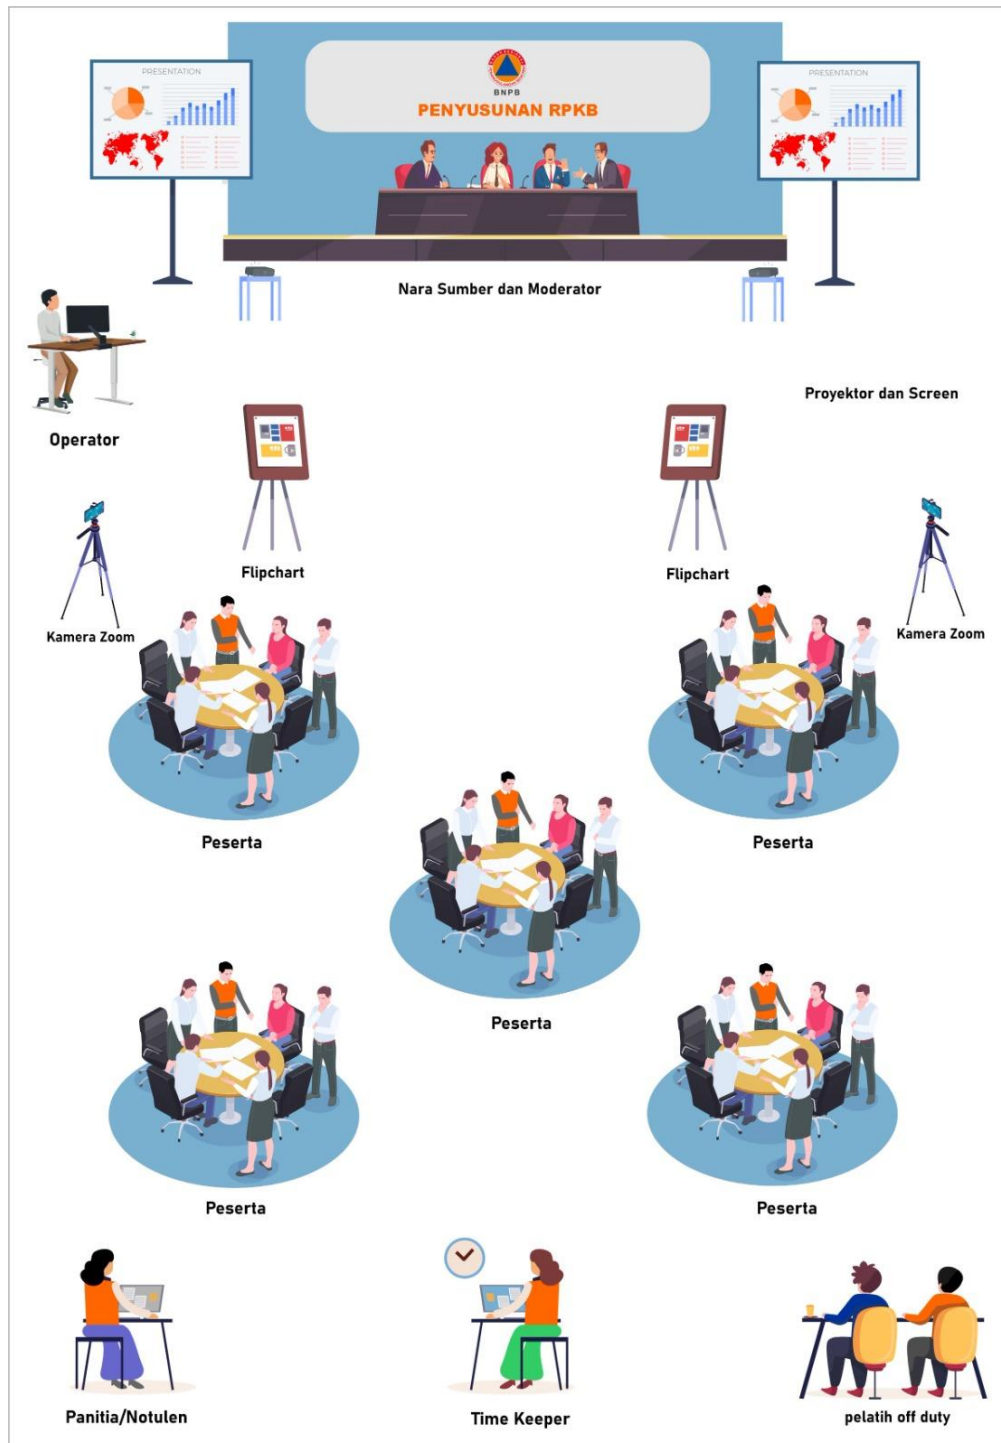 PRESENTATION
BNPB
PENYUSUNAN RPKB
PRESENTATION
Nara Sumber dan Moderator
Proyektor dan Screen
Operator
Flipchart
Flipchart
Kamera Zoom
Kamera Zoom
Peserta
Peserta
Peserta
Peserta
Peserta
Panitia/Notulen
Time Keeper
pelatih off duty